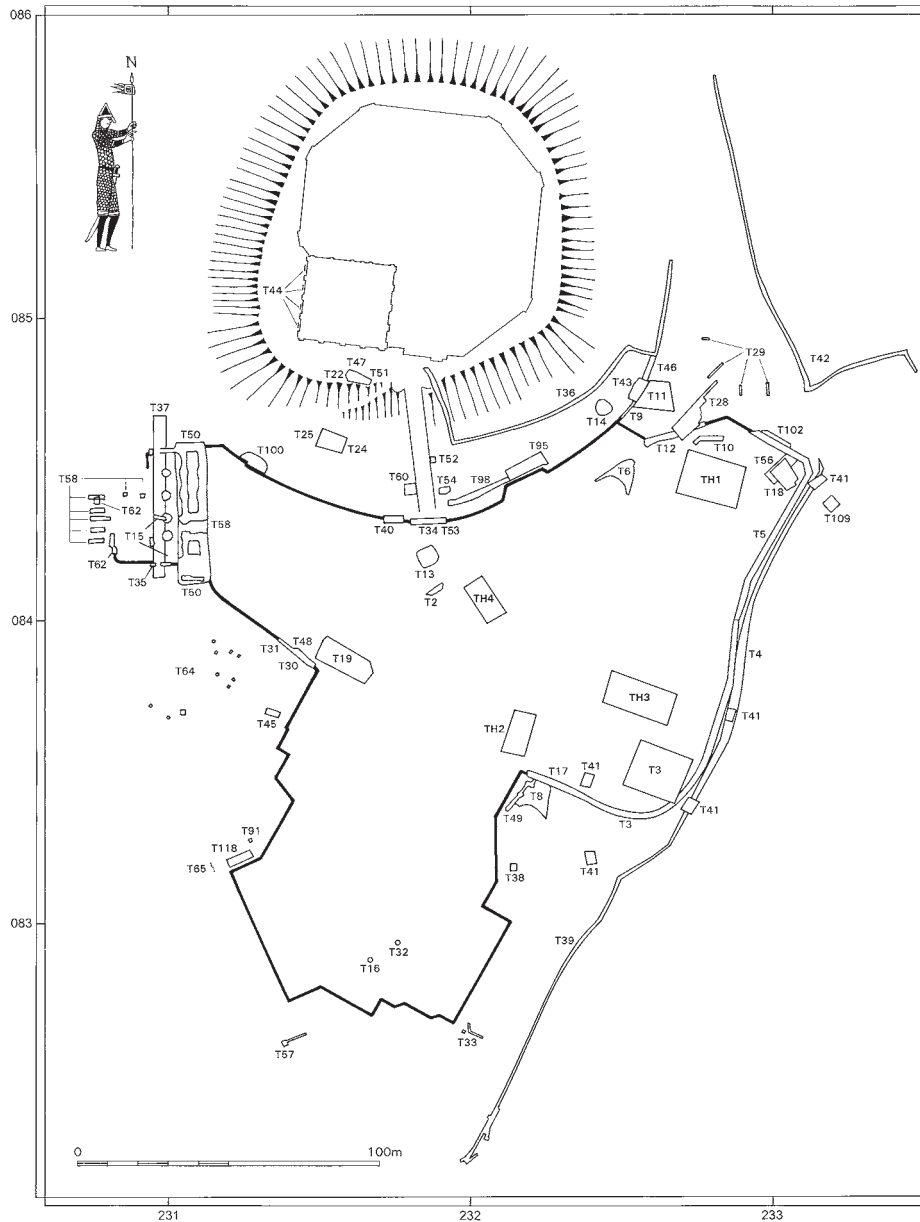 086
N
T44
085
T47
T22
T51
T36
T43
T46
T11
T29
T42
T37
T9
T14
T28
T50
T25
T24
T102
T100
T52
T95
T12
T10
T56
T58
T60
T54
T98
T6
TH1
T18
T41
T62
T58
T40
T34
T53
T109
T15
T5
T62
T13
T35
T50
T2
TH4
084
T48
T31
T19
T4
T30
T64
TH3
T45
T41
TH2
T3
T17
T41
T8
T49
T3
T41
T91
T118
T65
T38
T41
083
T32
T39
T16
T33
T57
0
100m
231
232
233